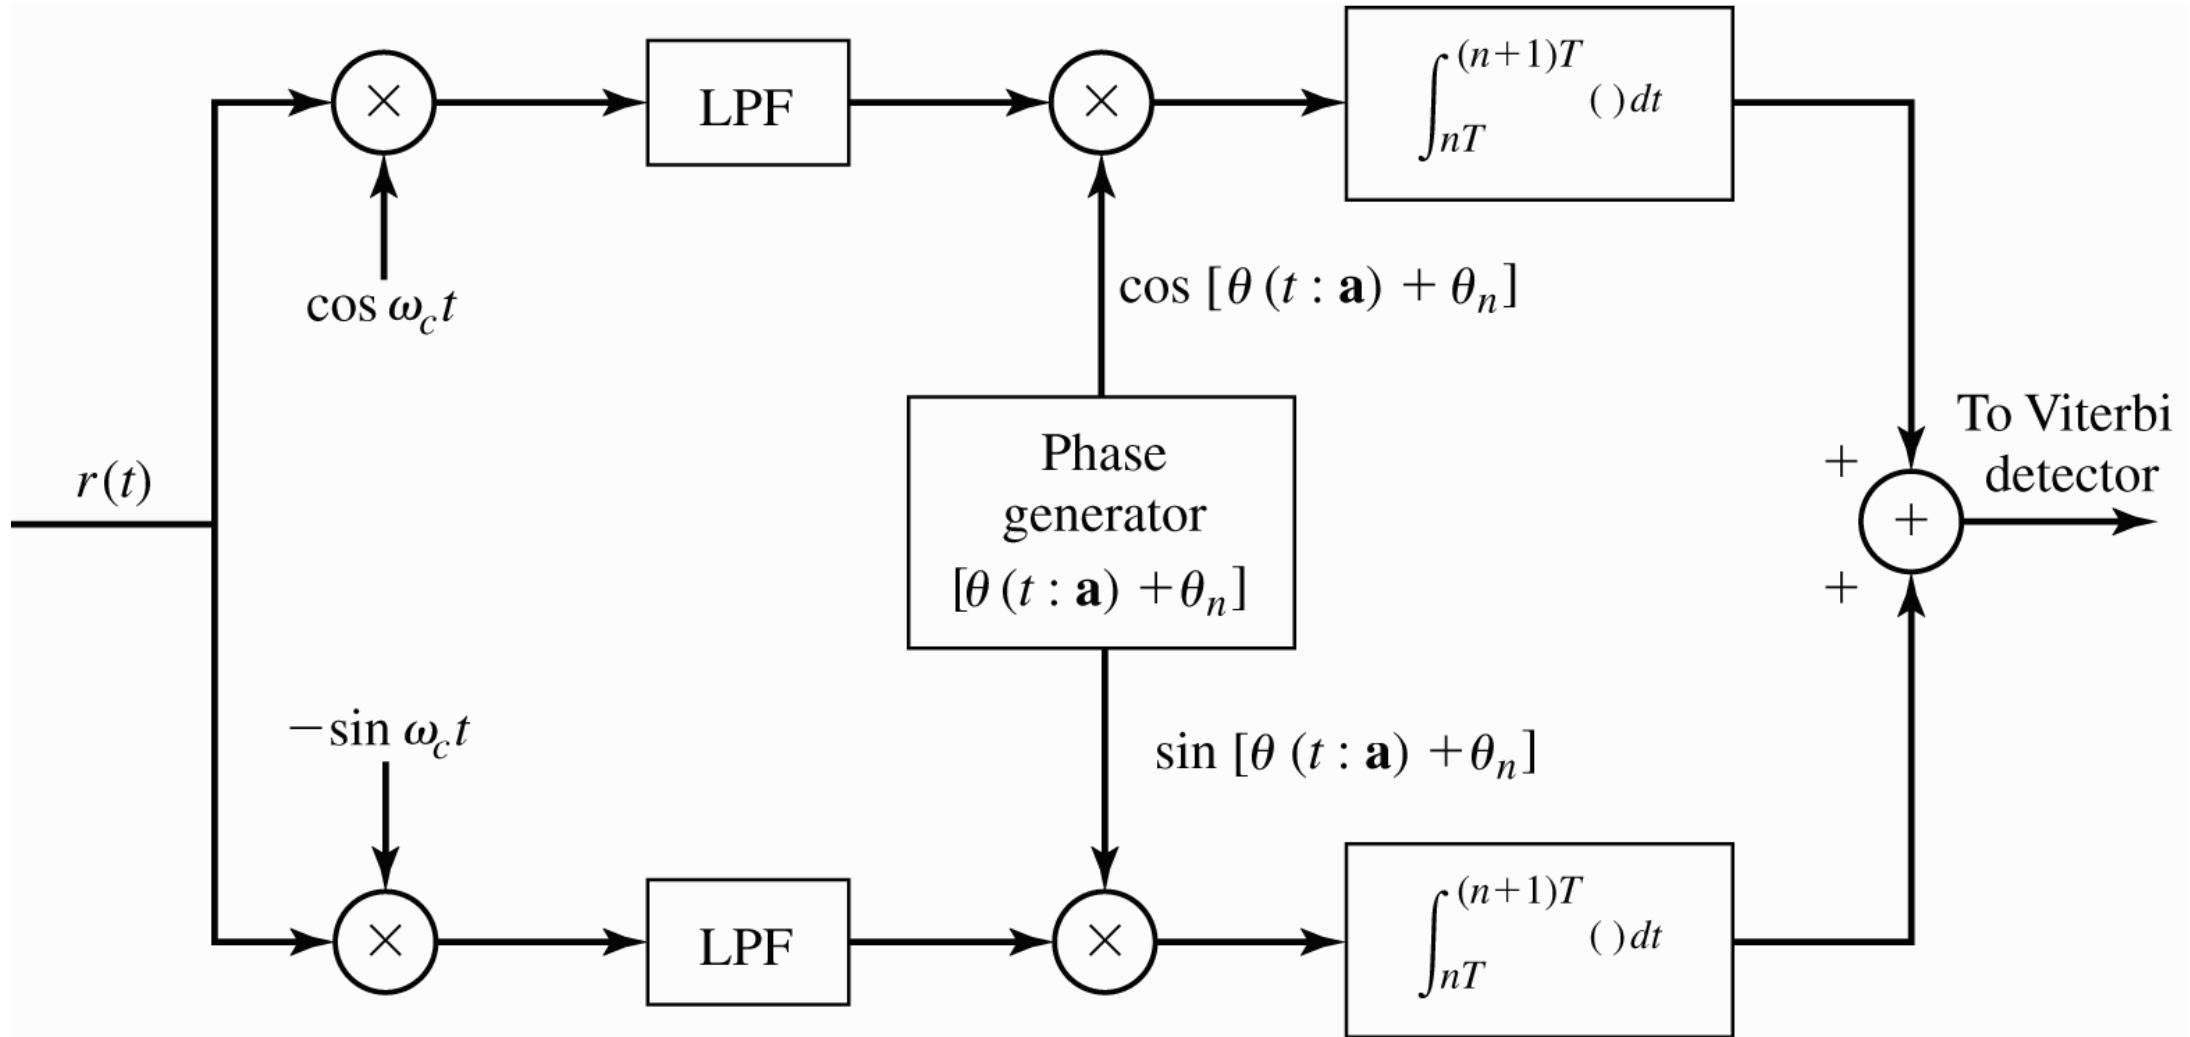 ×
LPF
×
∫_{nT}^{(n+1)T} ( ) dt
cos ω_c t
cos [θ (t : a) + θ_n]
r(t)
Phase
generator
[θ (t : a) +θ_n]
To Viterbi
detector
+
+
+
−sin ω_c t
sin [θ (t : a) +θ_n]
×
LPF
×
∫_{nT}^{(n+1)T} ( ) dt